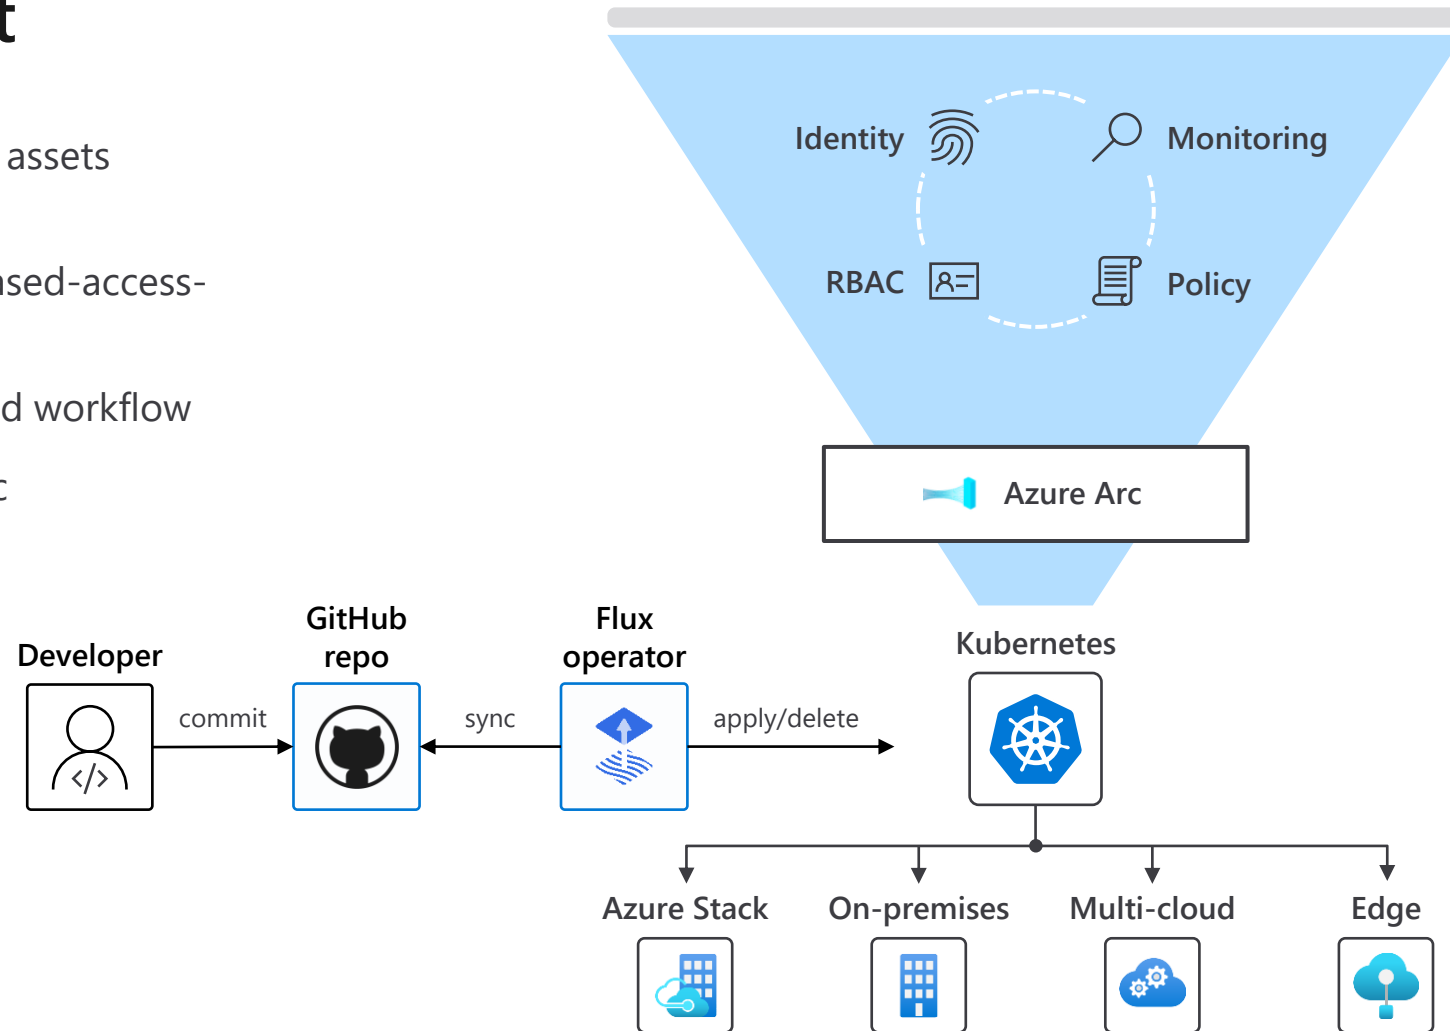 t
assets
sed-access-
d workflow
c
Identity
Monitoring
RBAC
Policy
Azure Arc
GitHub
repo
Flux
operator
Developer
Kubernetes
commit
sync
apply/delete
</>
Azure Stack
On-premises
Multi-cloud
Edge